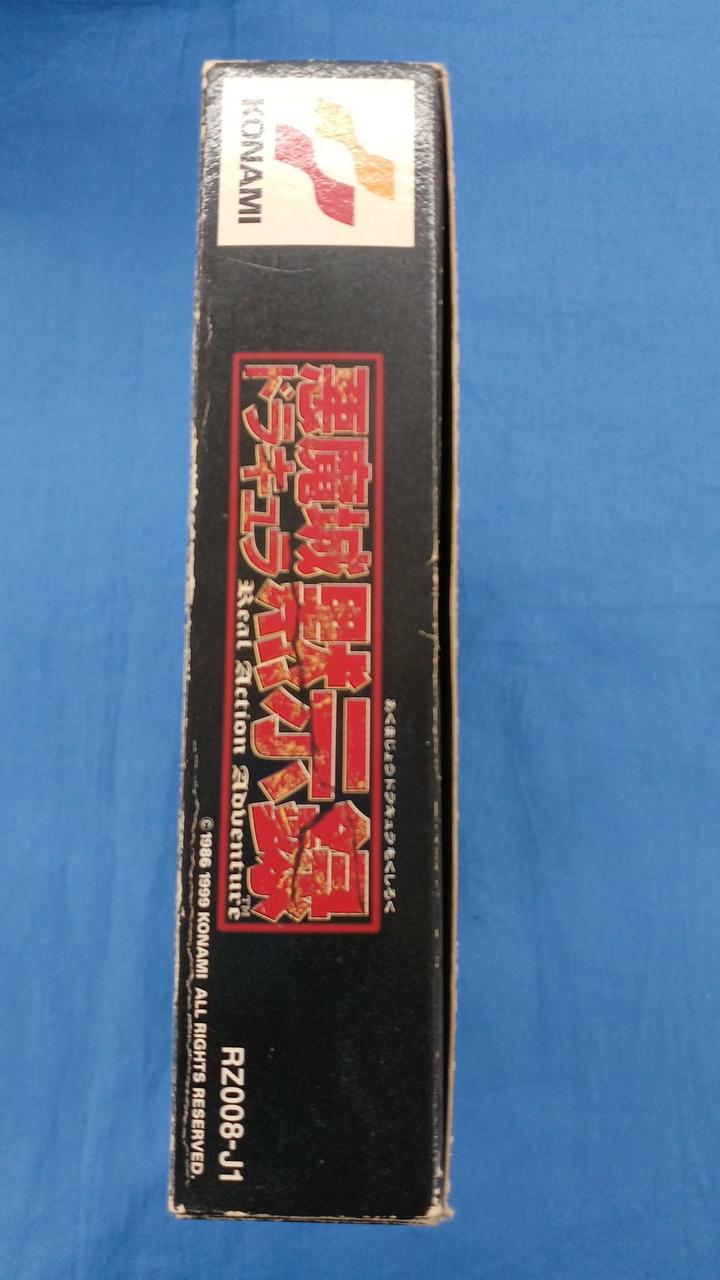 KONAMI
あくまじょうドラキュラもくしろく
悪魔城
ドラキュラ
黙示録
Real Action Adventure™
©1986 1999 KONAMI ALL RIGHTS RESERVED.
RZ008-J1